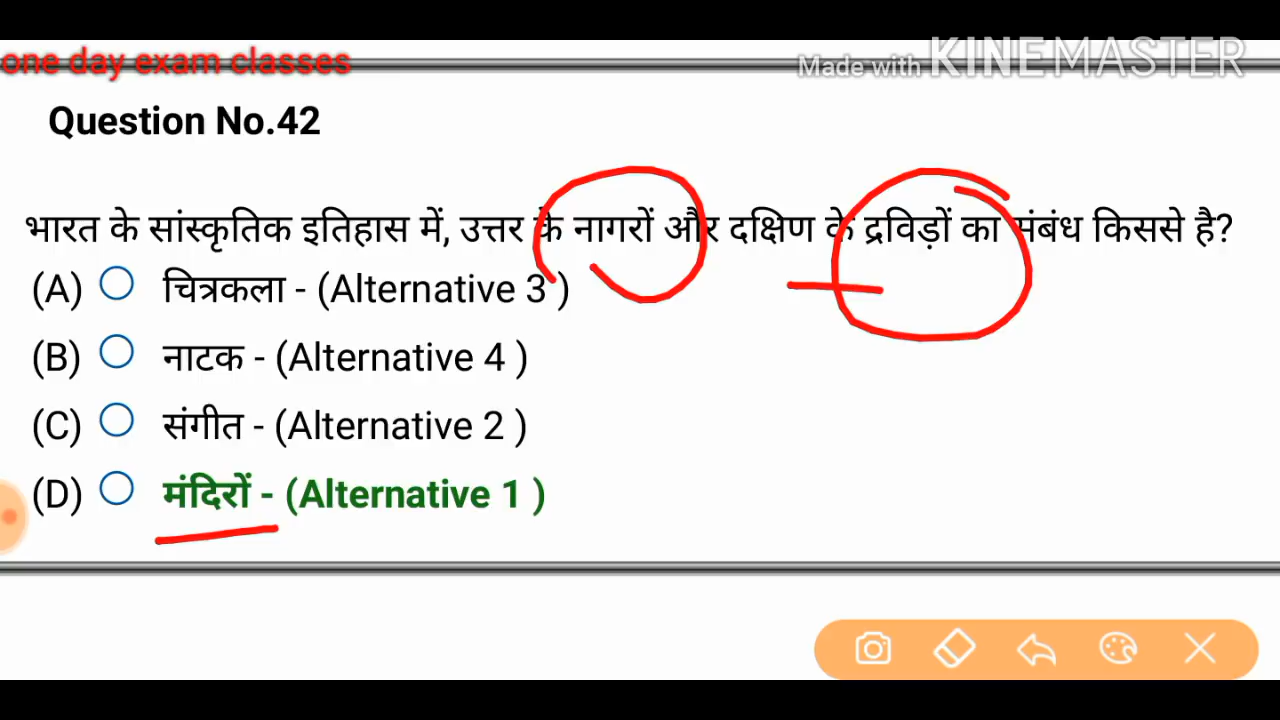 one day exam classes
Made with KINEMASTER
Question No.42
भारत के सांस्कृतिक इतिहास में, उत्तर के नागरों और दक्षिण के द्रविड़ों का संबंध किससे है?
(A) चित्रकला - (Alternative 3 )
(B) नाटक - (Alternative 4 )
(C) संगीत - (Alternative 2 )
(D) मंदिरों - (Alternative 1 )